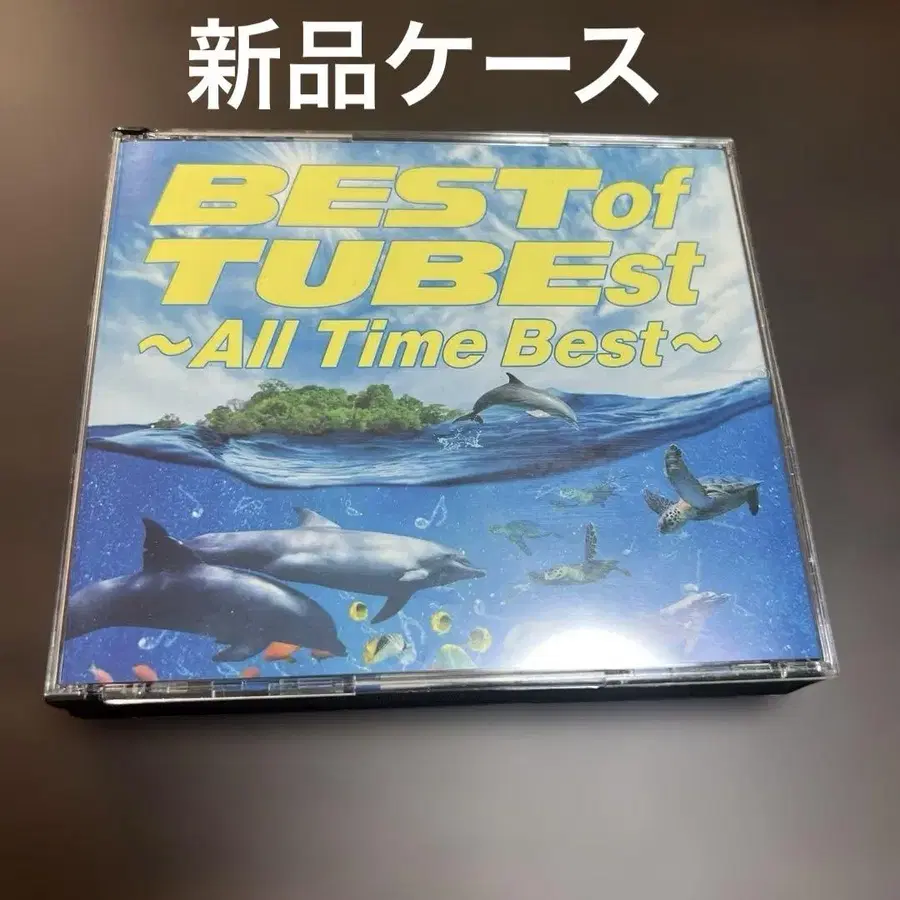 新品ケース
BEST of
TUBEst
～All Time Best～